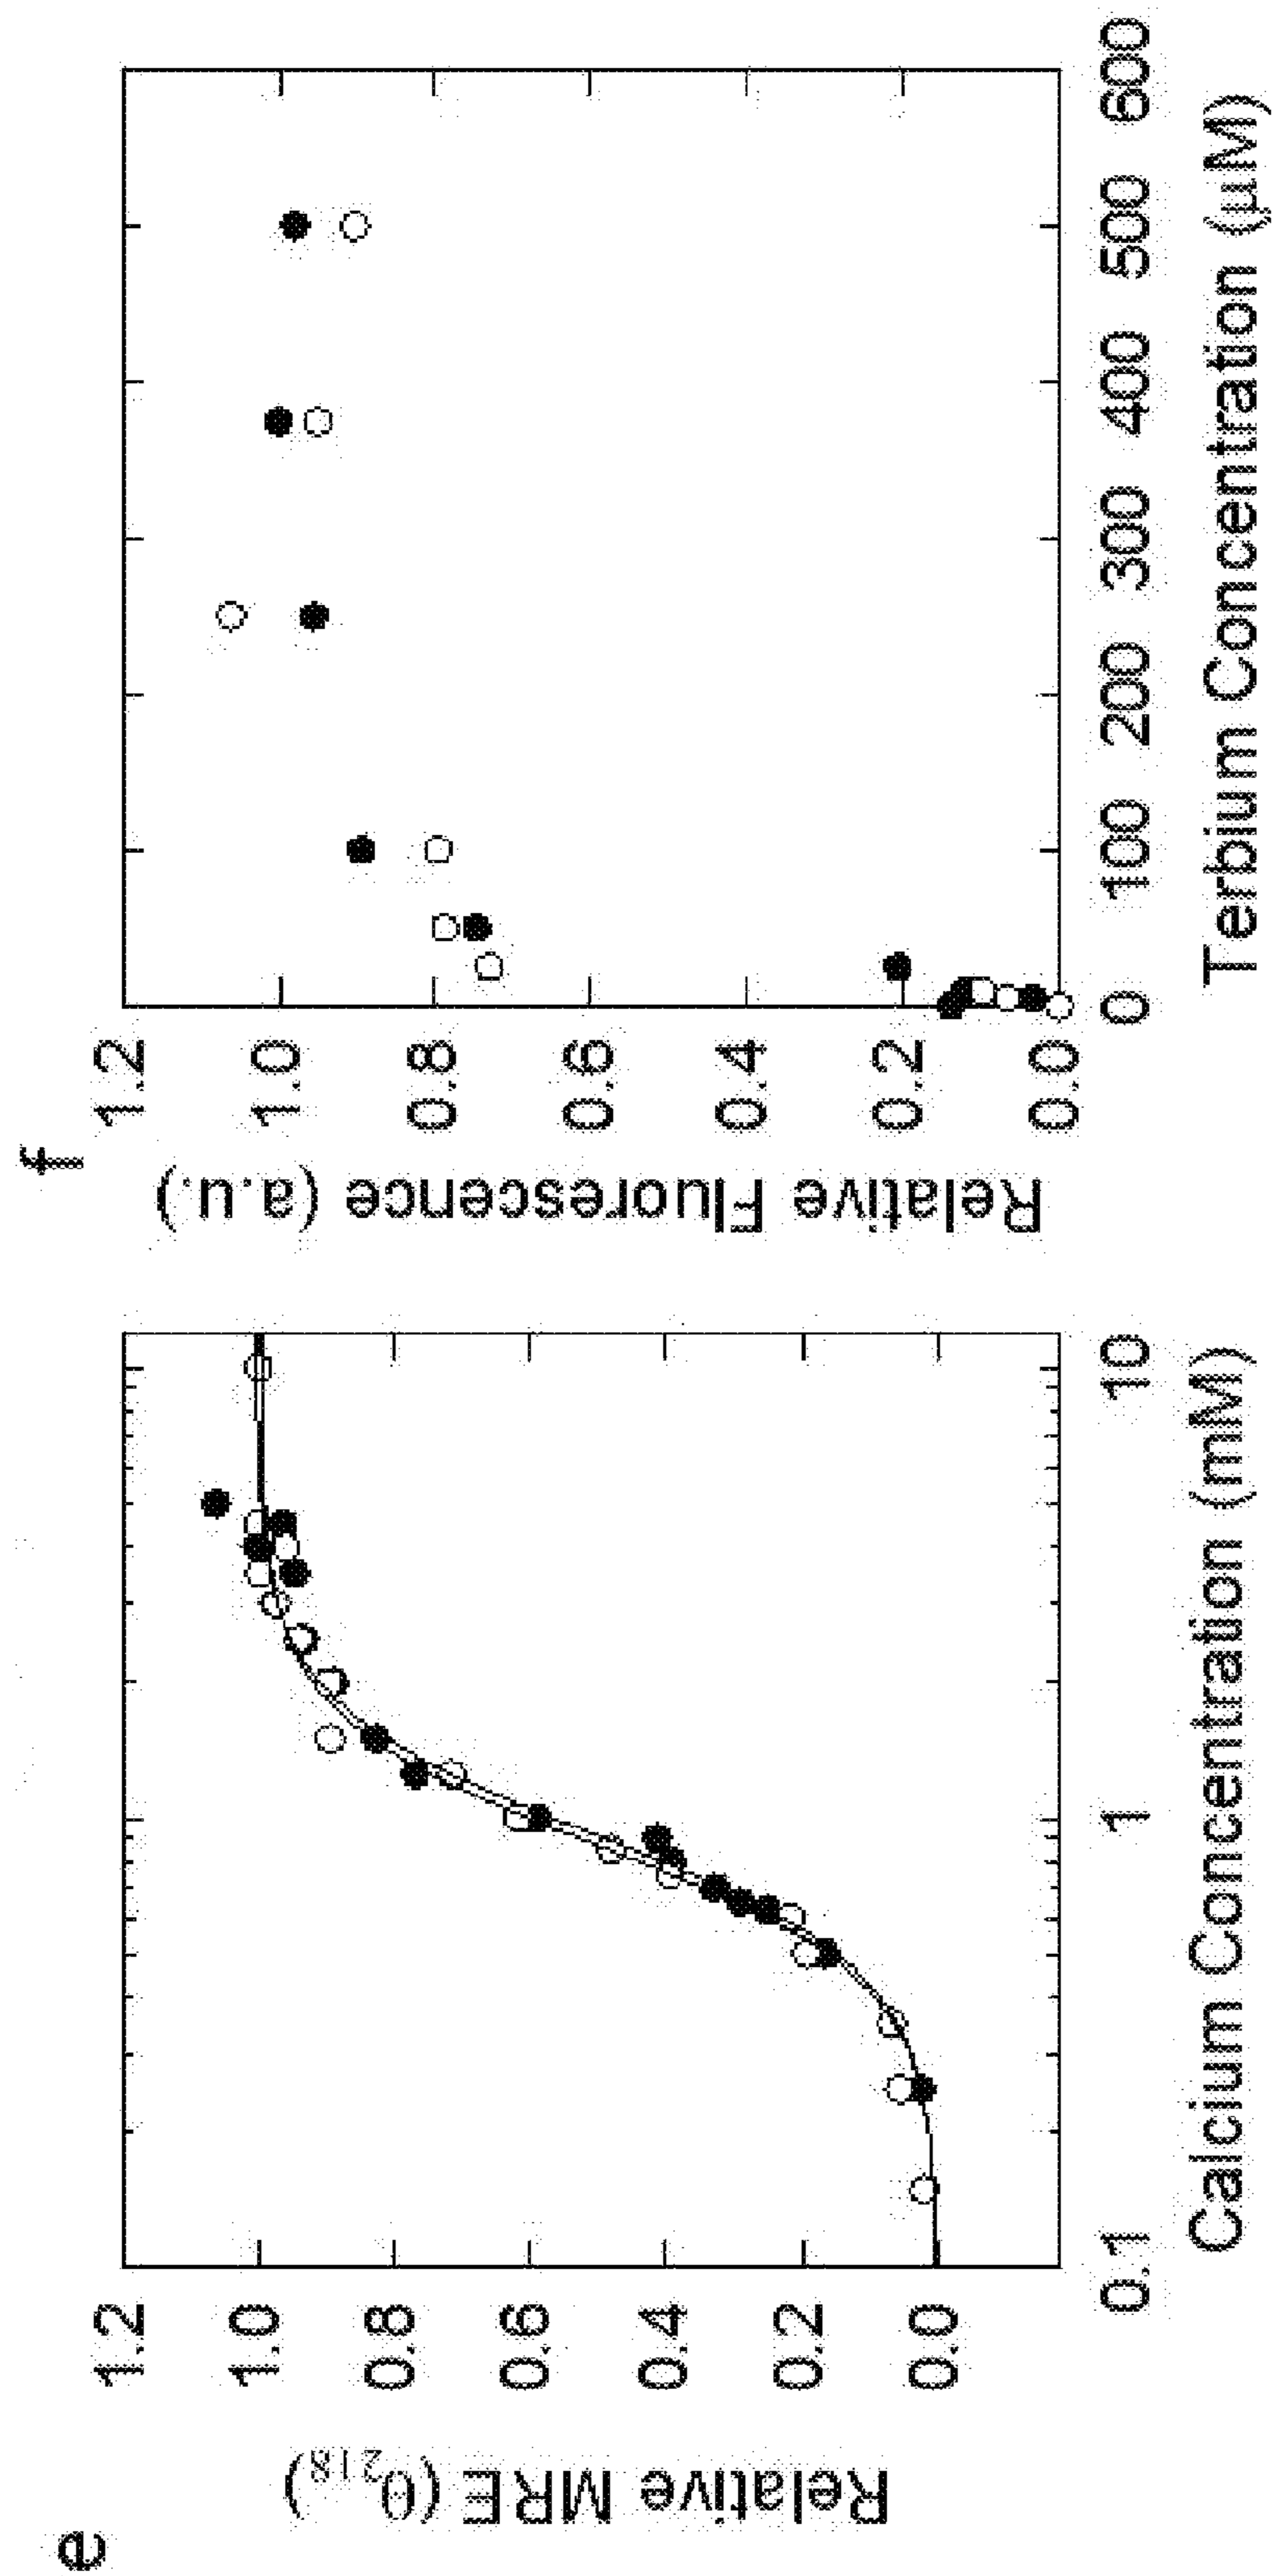 e
Relative MRE (θ218)
1.2
1.0
0.8
0.6
0.4
0.2
0.0
0.1 1 10
Calcium Concentration (mM)
f
Relative Fluorescence (a.u.)
1.2
1.0
0.8
0.6
0.4
0.2
0.0
0 100 200 300 400 500 600
Terbium Concentration (μM)